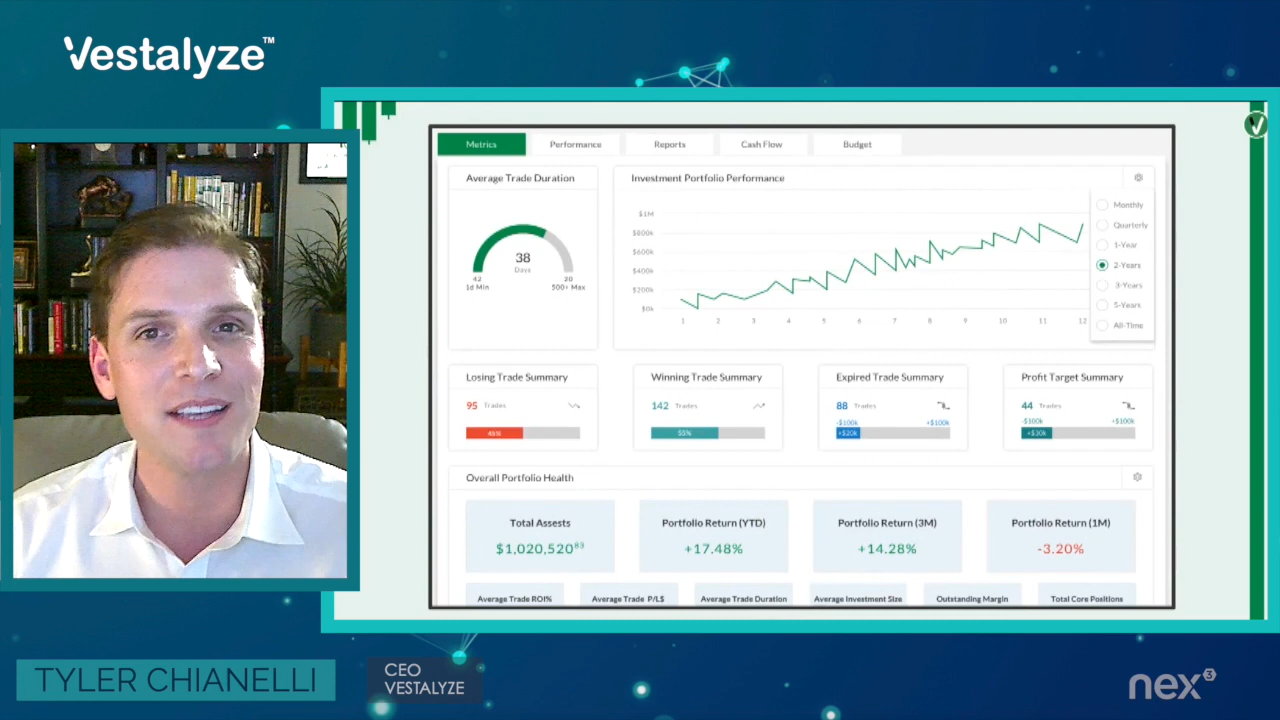 Vestalyze™
Metrics
Performance
Reports
Cash Flow
Budget
Average Trade Duration
38
Days
42
20
1d Min
500+ Max
Investment Portfolio Performance
$1M
$800k
$600k
$400k
$200k
$0k
1 2 3 4 5 6 7 8 9 10 11 12
Monthly
Quarterly
1-Year
2-Years
3-Years
5-Years
All-Time
Losing Trade Summary
95 Trades
45%
Winning Trade Summary
142 Trades
55%
Expired Trade Summary
88 Trades
-$100k +$100k
+$20k
Profit Target Summary
44 Trades
-$100k +$100k
+$30k
Overall Portfolio Health
Total Assests
$1,020,520⁸³
Portfolio Return (YTD)
+17.48%
Portfolio Return (3M)
+14.28%
Portfolio Return (1M)
-3.20%
Average Trade ROI%
Average Trade P/L$
Average Trade Duration
Average Investment Size
Outstanding Margin
Total Core Positions
TYLER CHIANELLI
CEO
VESTALYZE
nex³